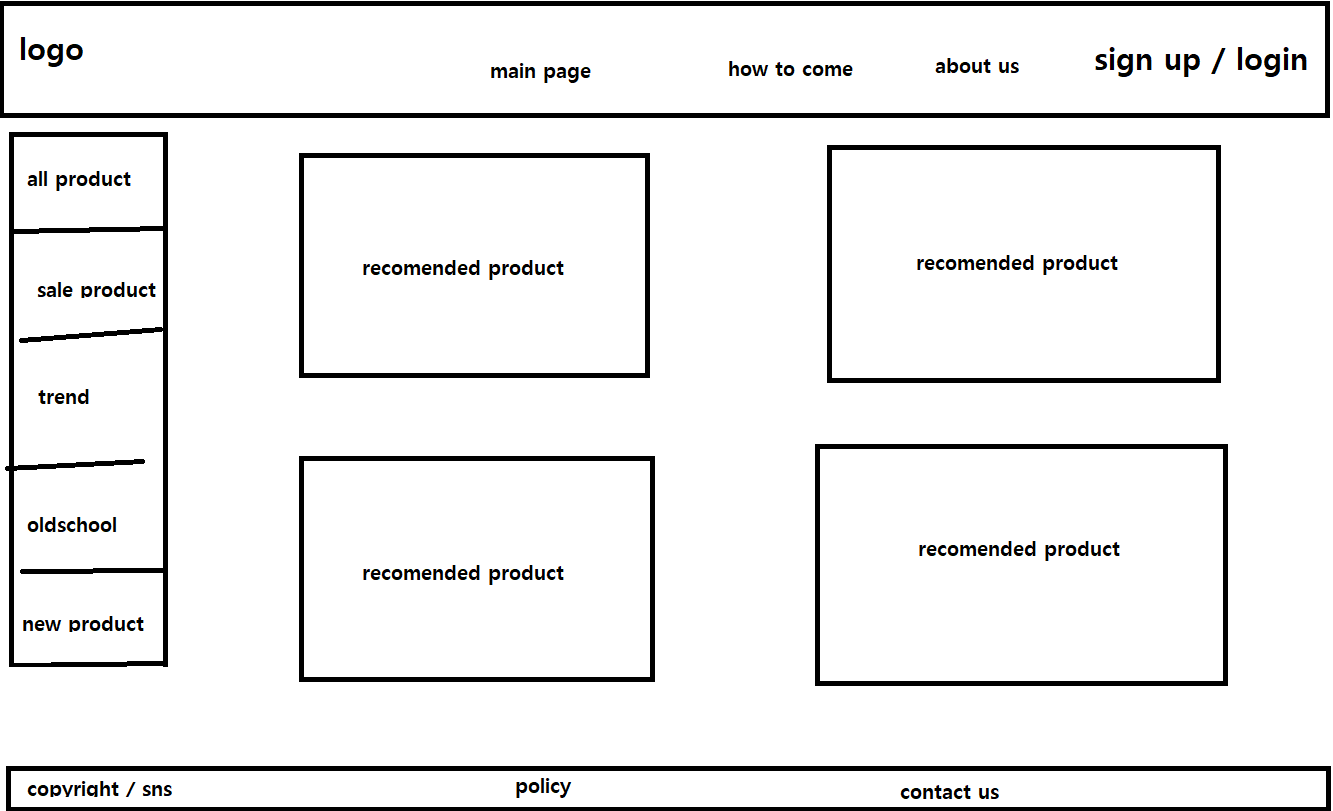 logo
main page
how to come
about us
sign up / login
all product
sale product
trend
oldschool
new product
recomended product
recomended product
recomended product
recomended product
copyright / sns
policy
contact us